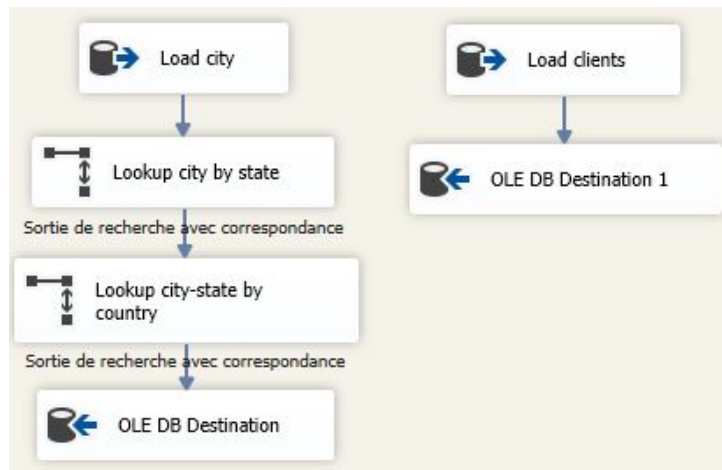 Load city
Lookup city by state
Sortie de recherche avec correspondance
Lookup city-state by
country
Sortie de recherche avec correspondance
OLE DB Destination
Load clients
OLE DB Destination 1